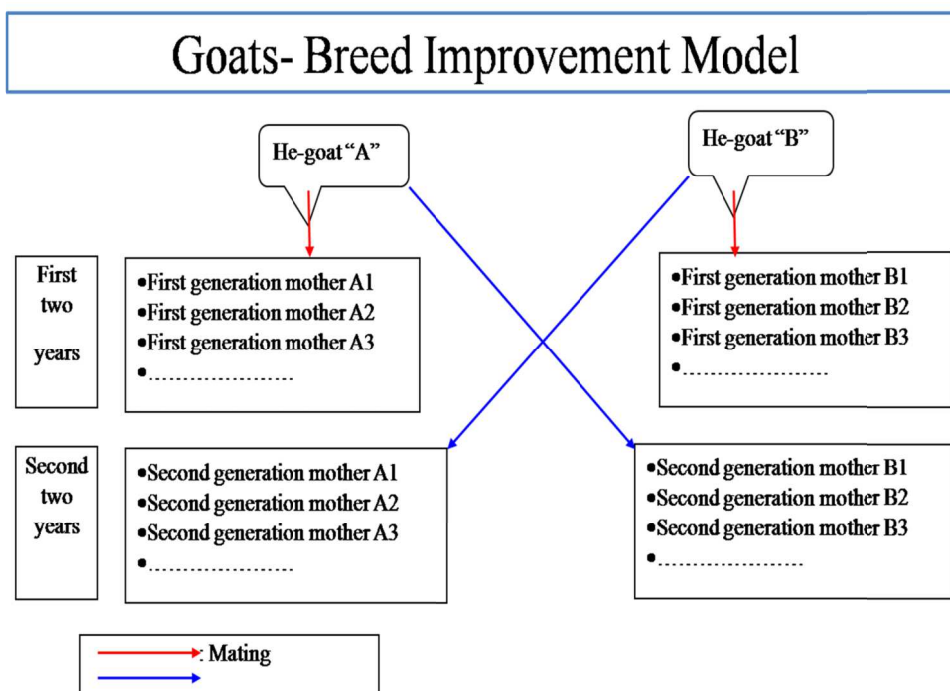 Goats- Breed Improvement Model
He-goat “A”
He-goat “B”
First
two
years
•First generation mother A1
•First generation mother A2
•First generation mother A3
•........................
•First generation mother B1
•First generation mother B2
•First generation mother B3
•........................
Second
two
years
•Second generation mother A1
•Second generation mother A2
•Second generation mother A3
•........................
•Second generation mother B1
•Second generation mother B2
•Second generation mother B3
•........................
: Mating